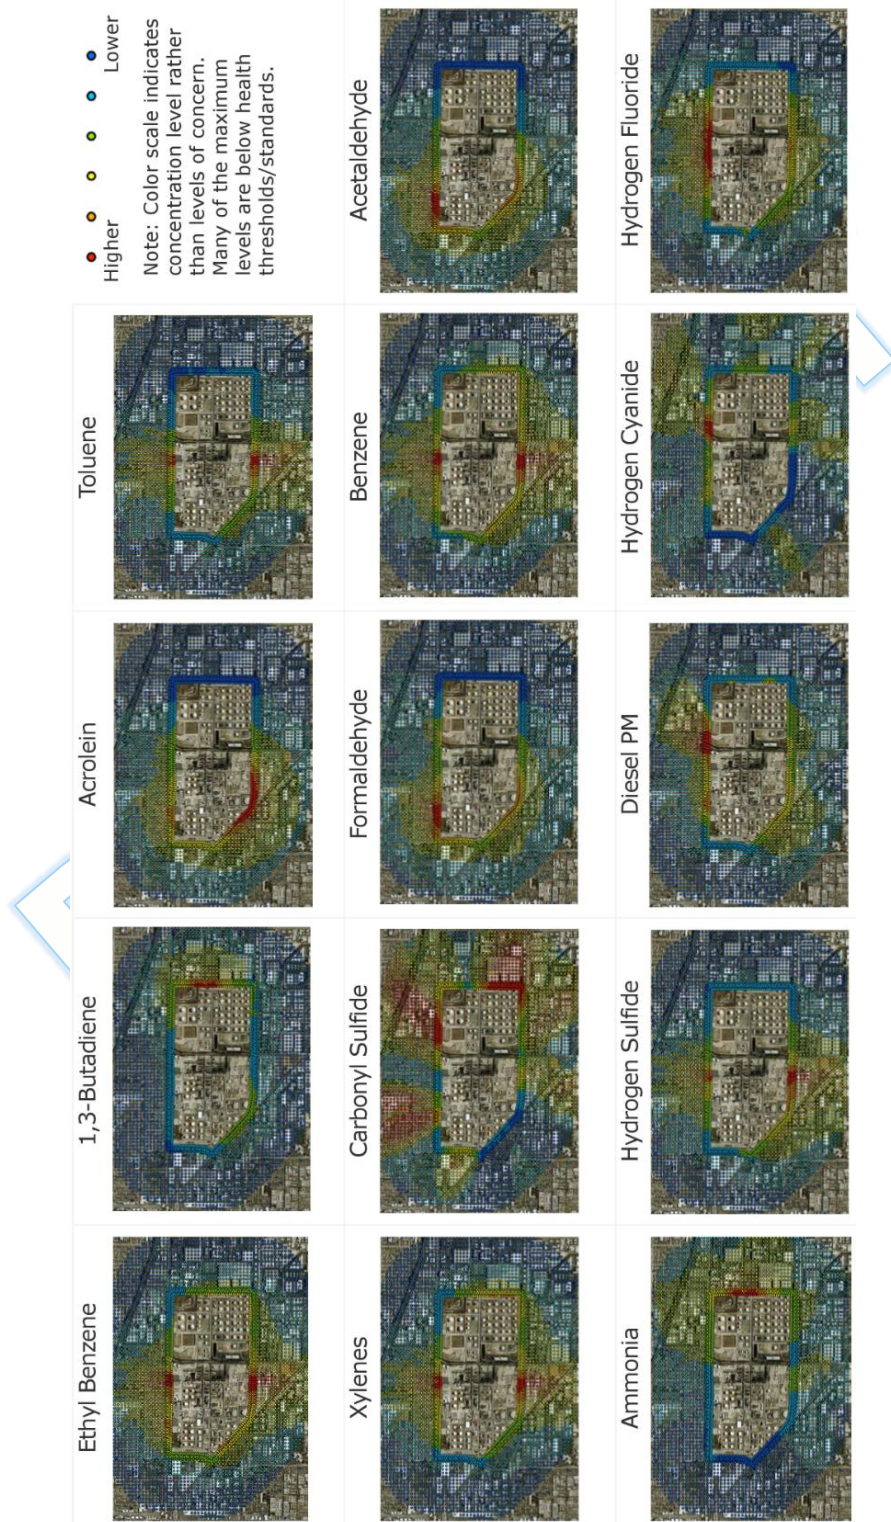 Ethyl Benzene
1,3-Butadiene
Acrolein
Toluene
Higher
Lower
Note: Color scale indicates
concentration level rather
than levels of concern.
Many of the maximum
levels are below health
thresholds/standards.
Xylenes
Carbonyl Sulfide
Formaldehyde
Benzene
Acetaldehyde
Ammonia
Hydrogen Sulfide
Diesel PM
Hydrogen Cyanide
Hydrogen Fluoride